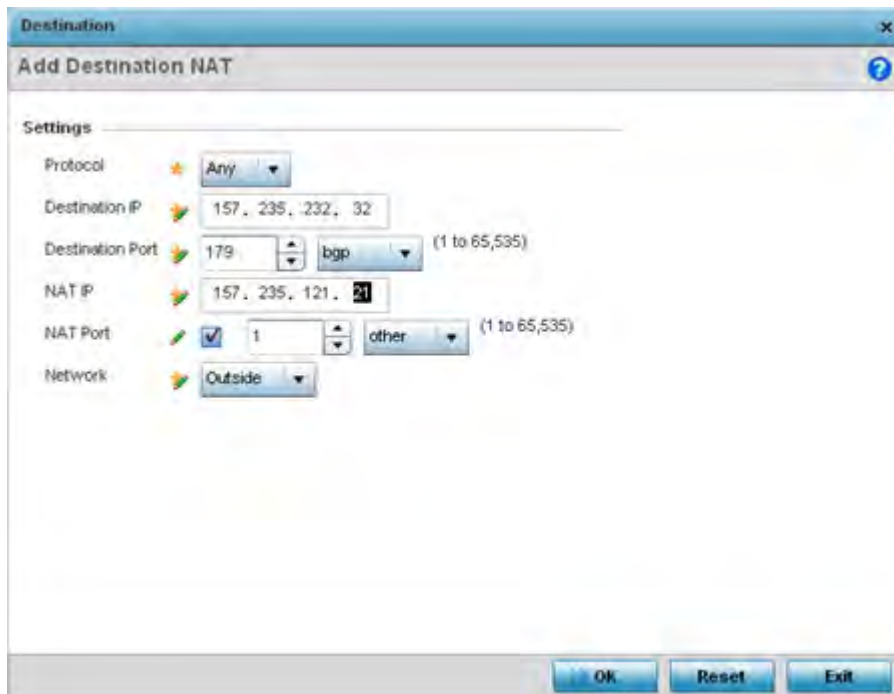 Destination ×
Add Destination NAT ?
Settings
Protocol Any
Destination IP 157. 235. 232. 32
Destination Port 179 bgp (1 to 65,535)
NAT IP 157. 235. 121. 21
NAT Port 1 other (1 to 65,535)
Network Outside
OK Reset Exit